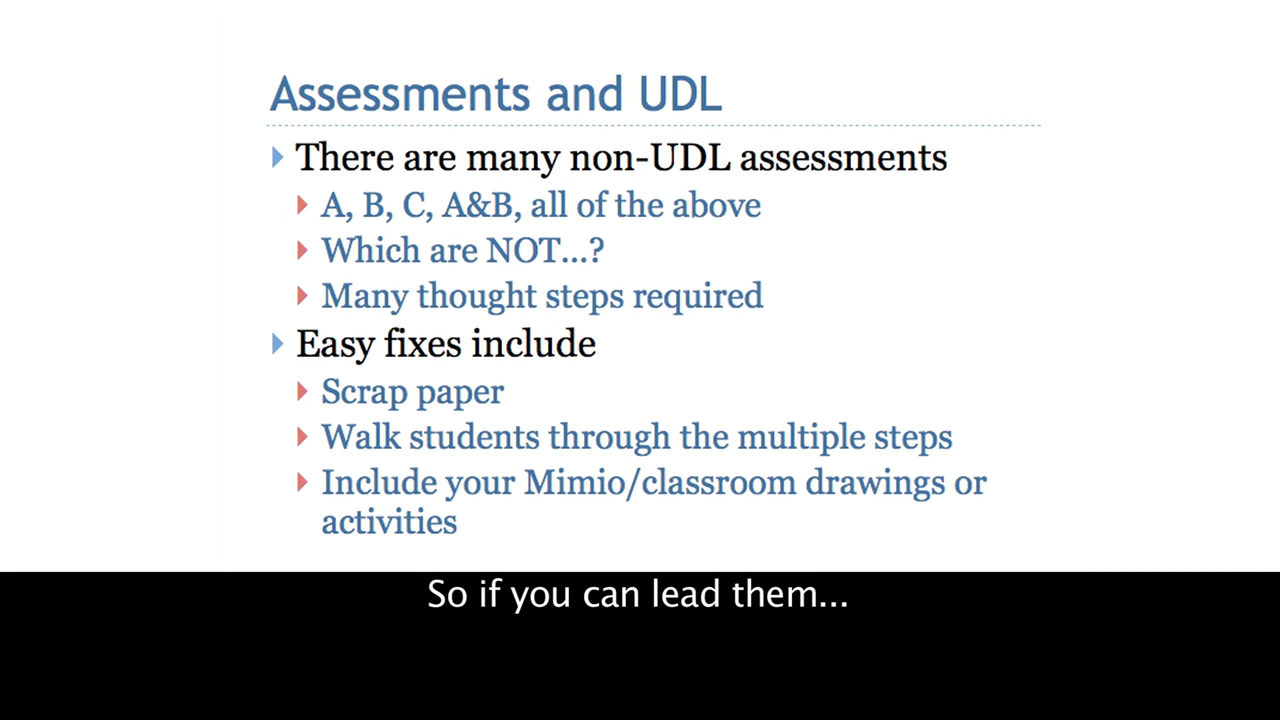 Assessments and UDL
There are many non-UDL assessments
A, B, C, A&B, all of the above
Which are NOT…?
Many thought steps required
Easy fixes include
Scrap paper
Walk students through the multiple steps
Include your Mimio/classroom drawings or
activities
So if you can lead them...